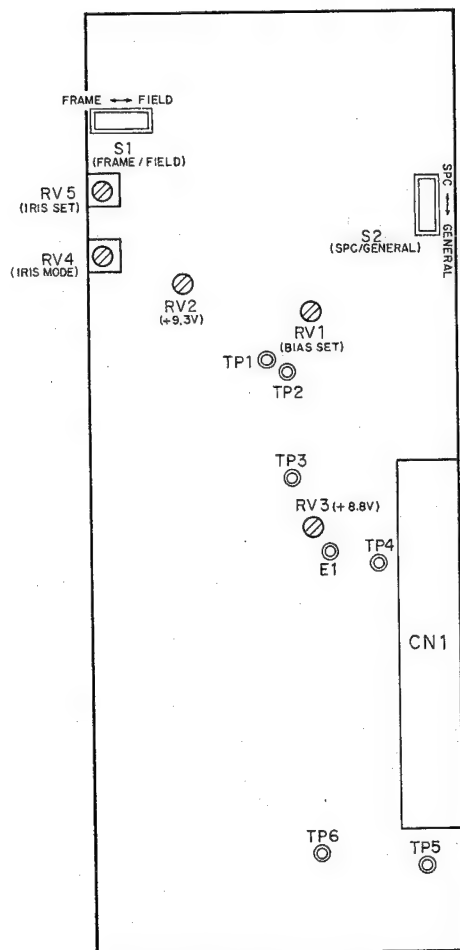 FRAME ↔ FIELD
S1
(FRAME / FIELD)
RV5
(IRIS SET)
SPC ↔ GENERAL
S2
(SPC/GENERAL)
RV4
(IRIS MODE)
RV2
(+9.3V)
RV1
(BIAS SET)
TP1
TP2
TP3
RV3 (+8.8V)
E1
TP4
CN1
TP6
TP5